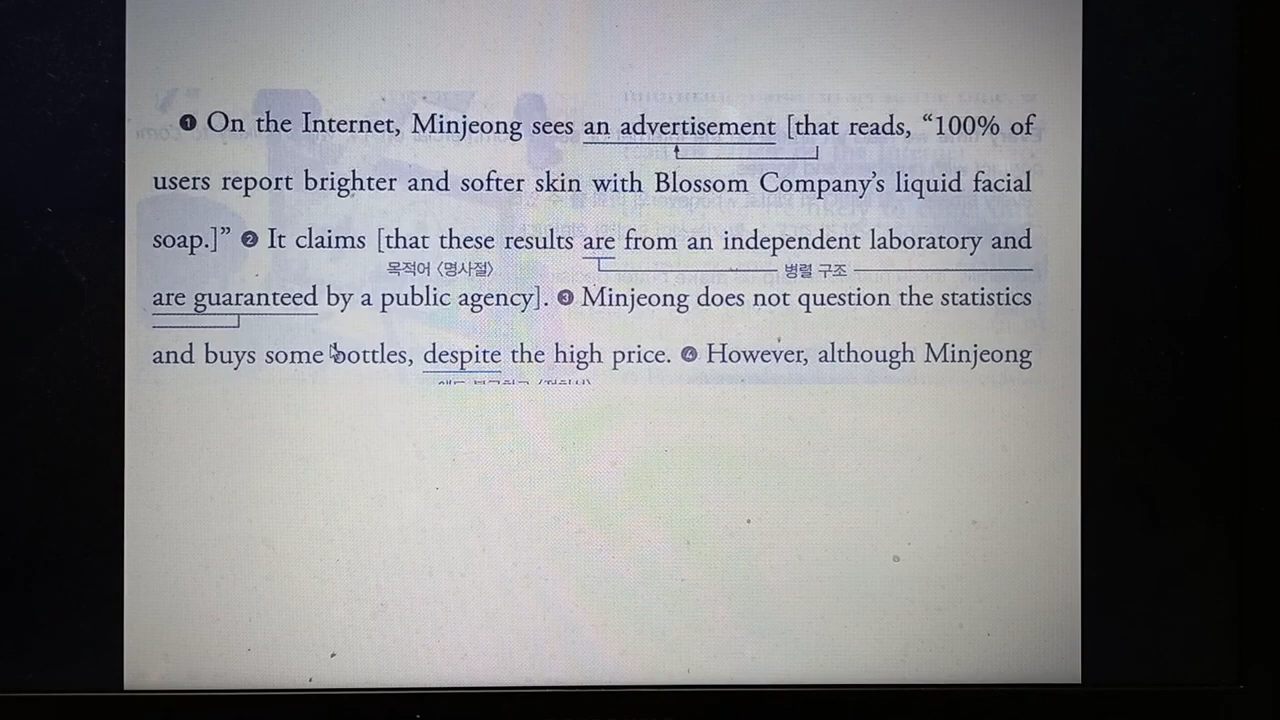 ❶ On the Internet, Minjeong sees an advertisement [that reads, “100% of
users report brighter and softer skin with Blossom Company’s liquid facial
soap.]” ❷ It claims [that these results are from an independent laboratory and
목적어 〈명사절〉 병렬 구조
are guaranteed by a public agency]. ❸ Minjeong does not question the statistics
and buys some bottles, despite the high price. ❹ However, although Minjeong